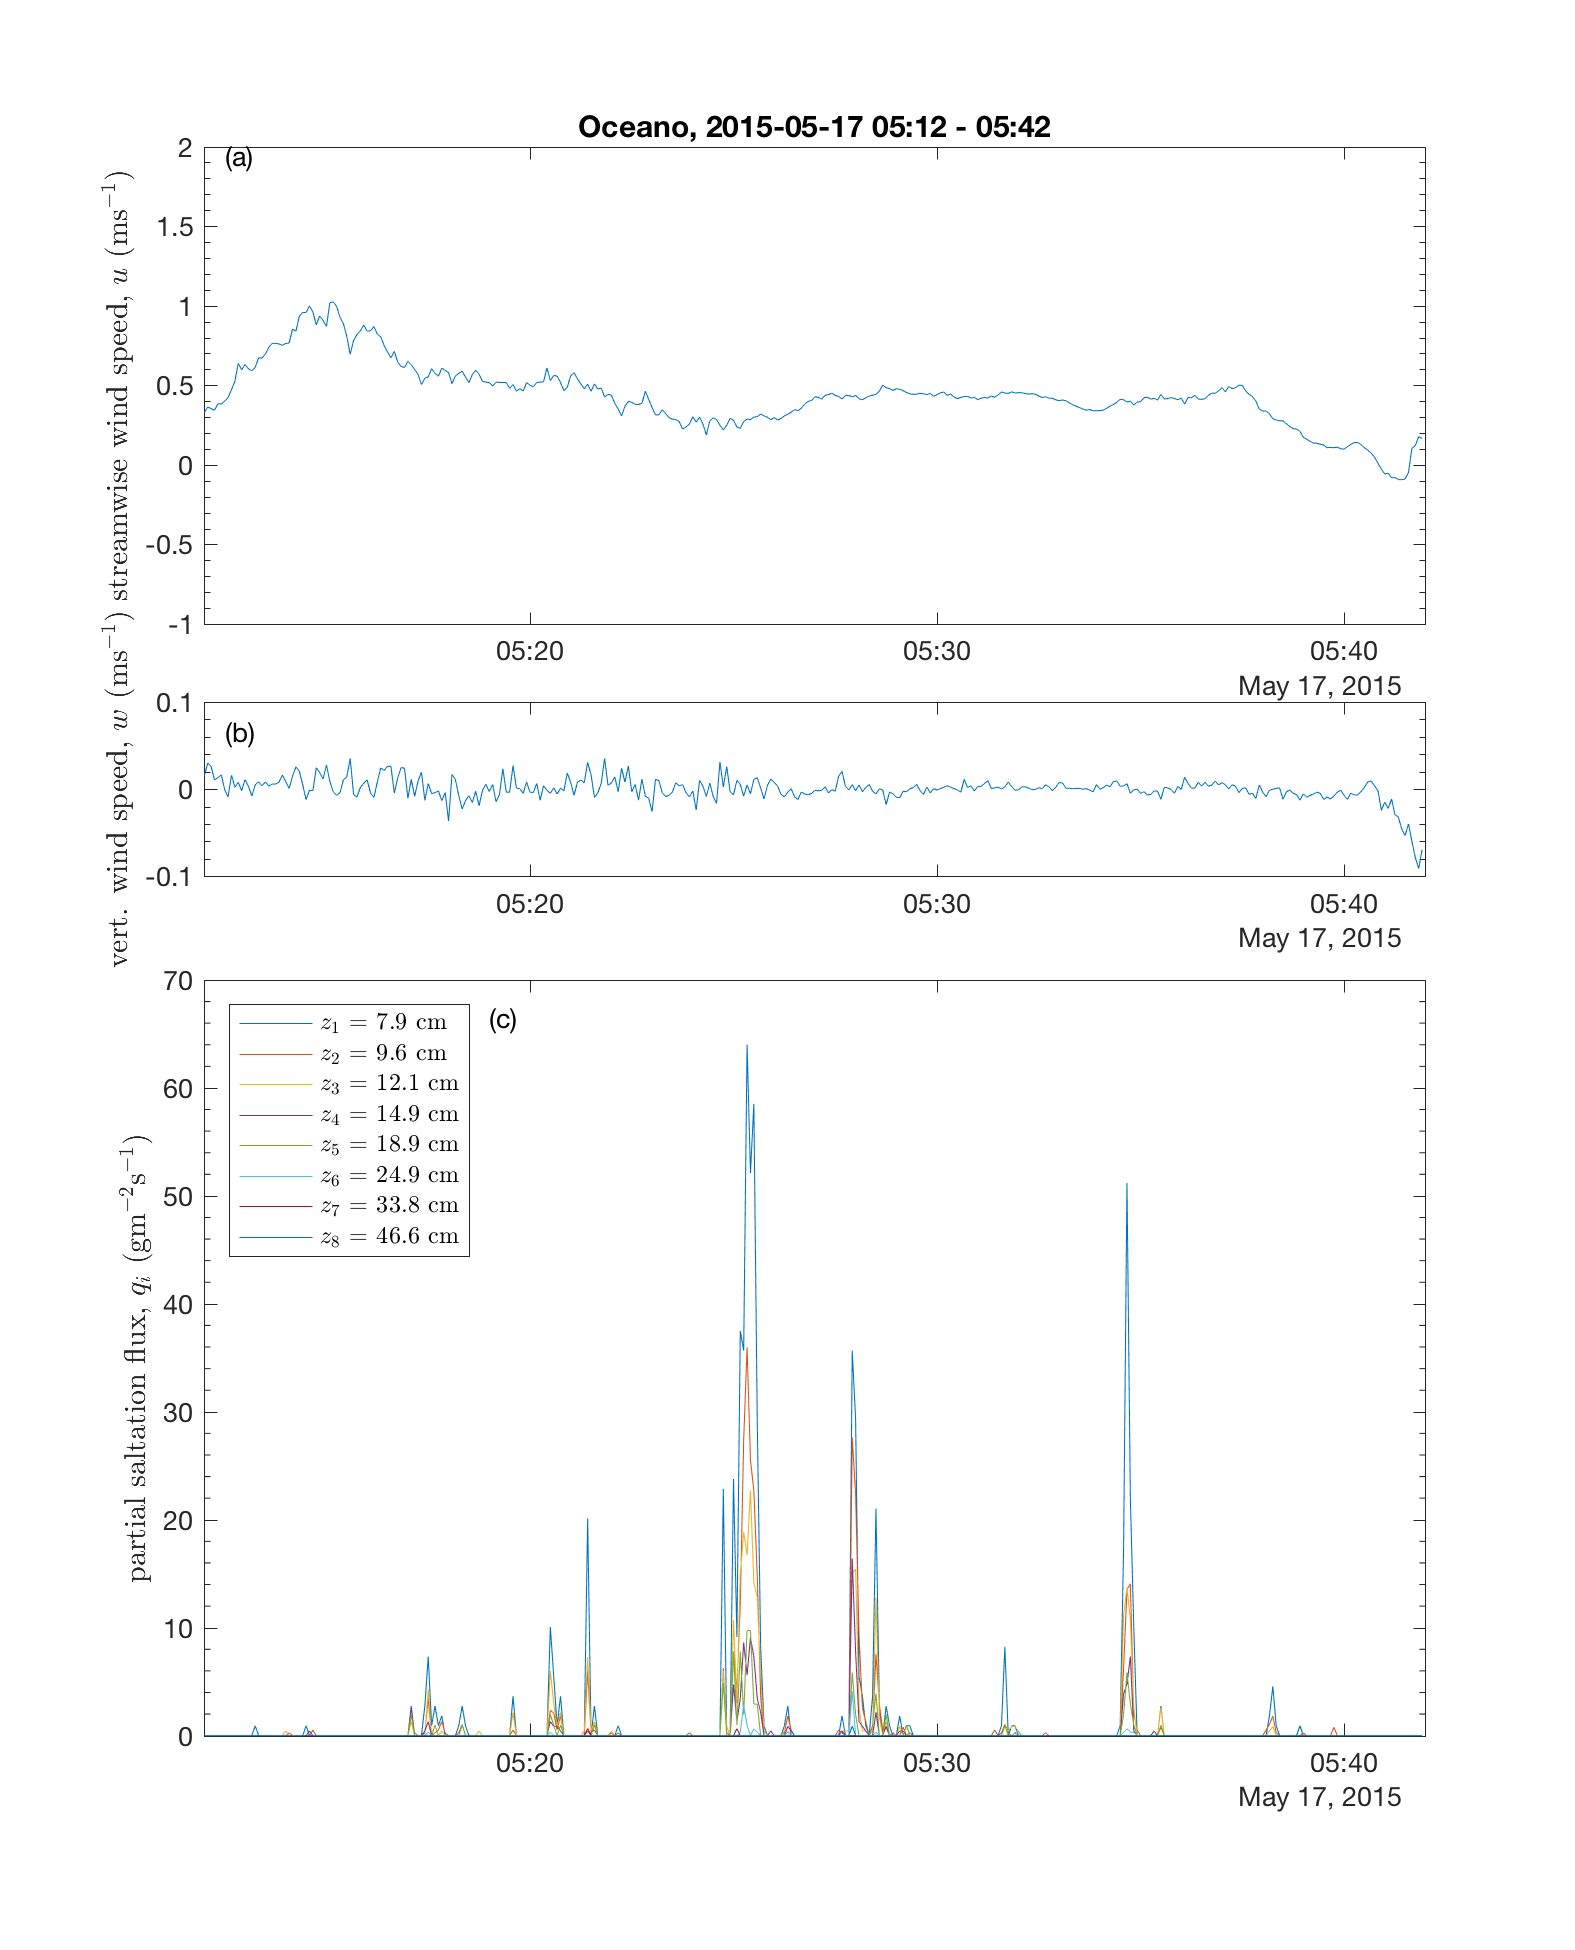 Oceano, 2015-05-17 05:12 - 05:42
(a)
streamwise wind speed, u (ms⁻¹)
2
1.5
1
0.5
0
-0.5
-1
05:20 05:30 05:40
May 17, 2015
(b)
vert. wind speed, w (ms⁻¹)
0.1
0
-0.1
05:20 05:30 05:40
May 17, 2015
(c)
partial saltation flux, qᵢ (gm⁻²s⁻¹)
70
60
50
40
30
20
10
0
z₁ = 7.9 cm
z₂ = 9.6 cm
z₃ = 12.1 cm
z₄ = 14.9 cm
z₅ = 18.9 cm
z₆ = 24.9 cm
z₇ = 33.8 cm
z₈ = 46.6 cm
05:20 05:30 05:40
May 17, 2015